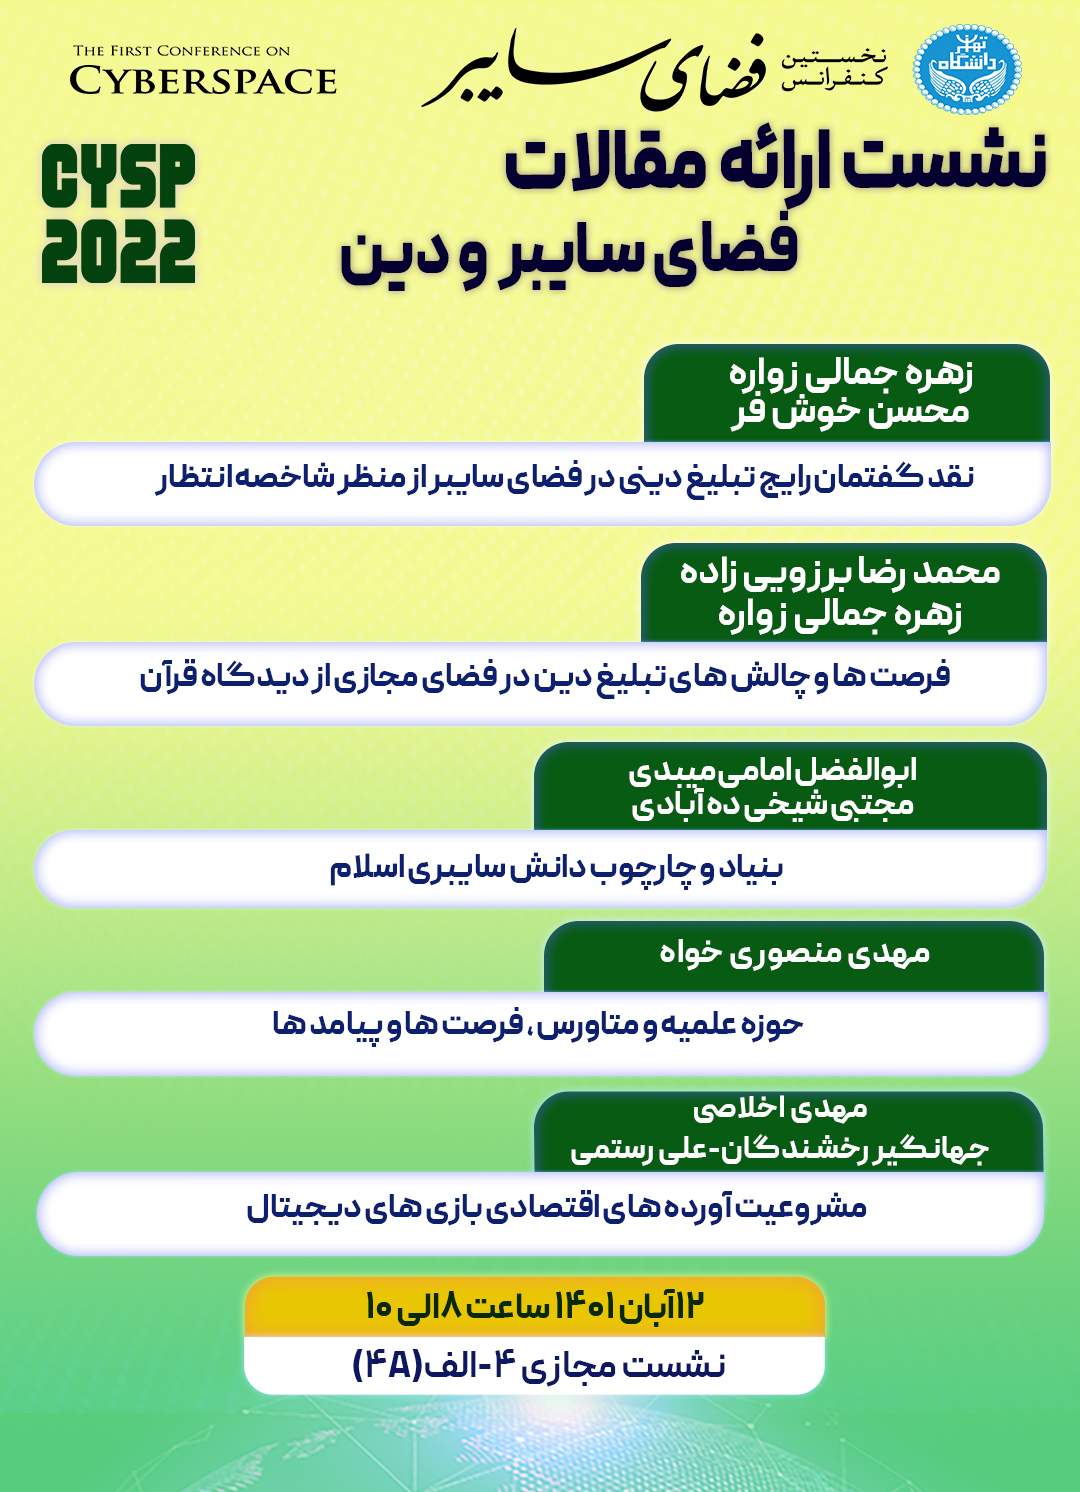 THE FIRST CONFERENCE ON
CYBERSPACE
نخستین
کنفرانس
فضای سایبر
دانشگاه
تهران
CYSP
2022
نشست ارائه مقالات
فضای سایبر و دین
زهره جمالی زواره
محسن خوش فر
نقد گفتمان رایج تبلیغ دینی در فضای سایبر از منظر شاخصه انتظار
محمد رضا برزویی زاده
زهره جمالی زواره
فرصت ها و چالش های تبلیغ دین در فضای مجازی از دیدگاه قرآن
ابوالفضل امامی میبدی
مجتبی شیخی ده آبادی
بنیاد و چارچوب دانش سایبری اسلام
مهدی منصوری خواه
حوزه علمیه و متاورس، فرصت ها و پیامد ها
مهدی اخلاصی
جهانگیر رخشندگان-علی رستمی
مشروعیت آورده های اقتصادی بازی های دیجیتال
۱۲آبان ۱۴۰۱ ساعت ۸ الی ۱۰
نشست مجازی ۴-الف(۴A)